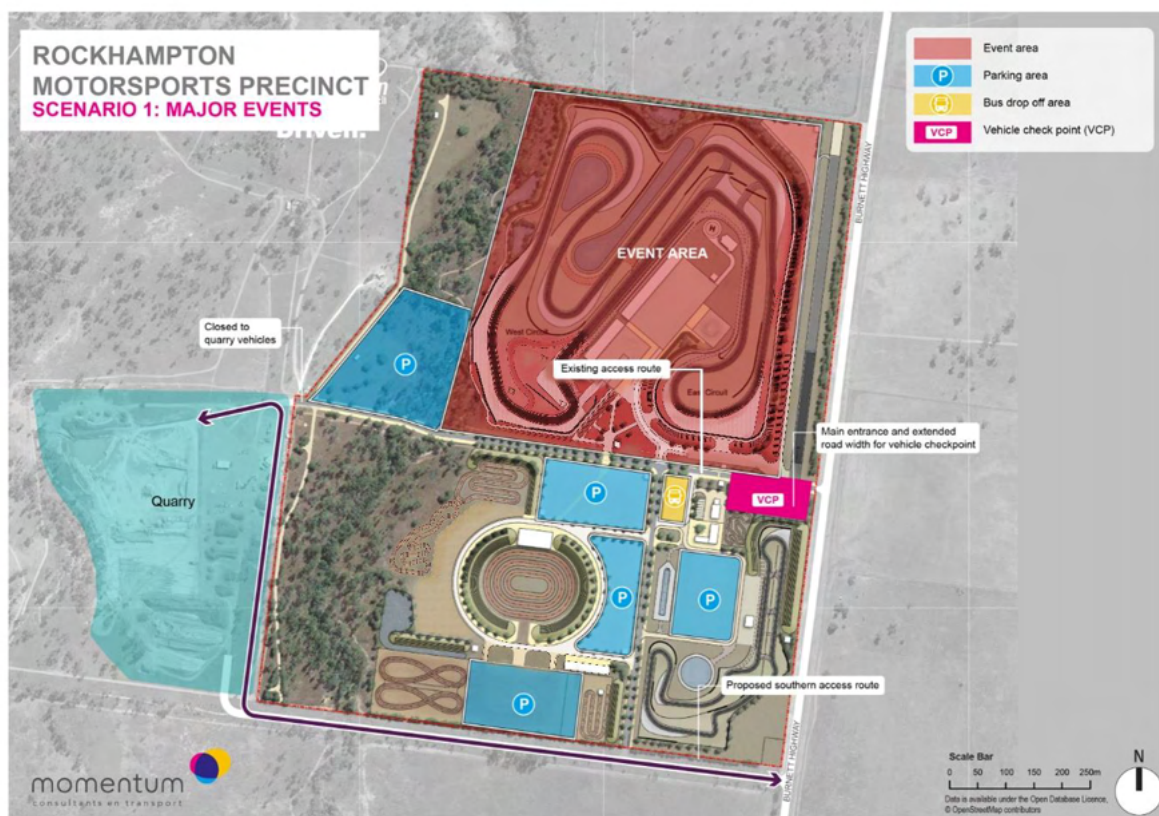 ROCKHAMPTON
MOTORSPORTS PRECINCT
SCENARIO 1: MAJOR EVENTS
Driven.
Event area
P
Parking area
Bus drop off area
VCP
Vehicle check point (VCP)
BURNETT HIGHWAY
EVENT AREA
H
Closed to
quarry vehicles
P
West Circuit
Existing access route
East Circuit
Main entrance and extended
road width for vehicle checkpoint
Quarry
P
VCP
P
P
Proposed southern access route
P
BURNETT HIGHWAY
momentum
consultants en transport
Scale Bar
0 50 100 150 200 250m
N
Data is available under the Open Database Licence,
© OpenStreetMap contributors